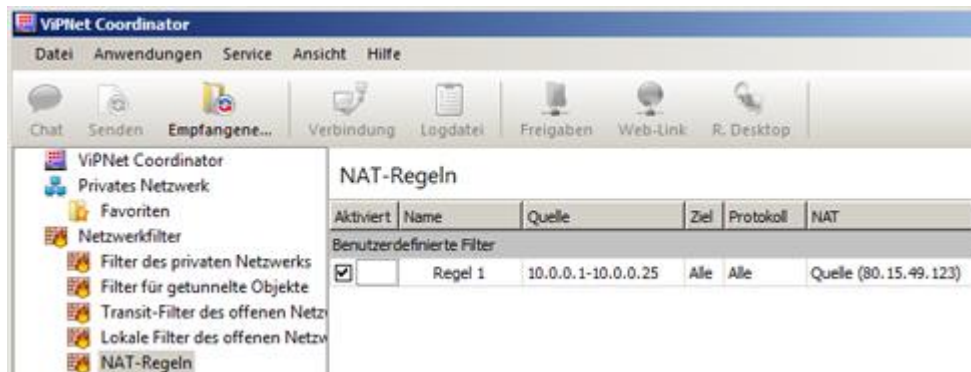 ViPNet Coordinator
Datei Anwendungen Service Ansicht Hilfe
Chat Senden Empfangene... Verbindung Logdatei Freigaben Web-Link R. Desktop
ViPNet Coordinator
Privates Netzwerk
Favoriten
Netzwerkfilter
Filter des privaten Netzwerks
Filter für getunnelte Objekte
Transit-Filter des offenen Netzw
Lokale Filter des offenen Netzw
NAT-Regeln
NAT-Regeln
Aktiviert Name Quelle Ziel Protokoll NAT
Benutzerdefinierte Filter
Regel 1 10.0.0.1-10.0.0.25 Alle Alle Quelle (80.15.49.123)